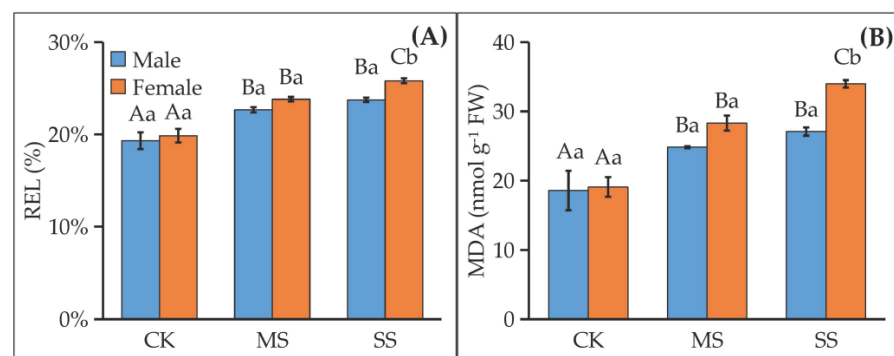 (A)
30%
20%
10%
0%
REL (%)
Male
Female
Aa Aa
Ba Ba
Ba Cb
CK MS SS
(B)
40
30
20
10
0
MDA (nmol g⁻¹ FW)
Aa Aa
Ba Ba
Ba Cb
CK MS SS